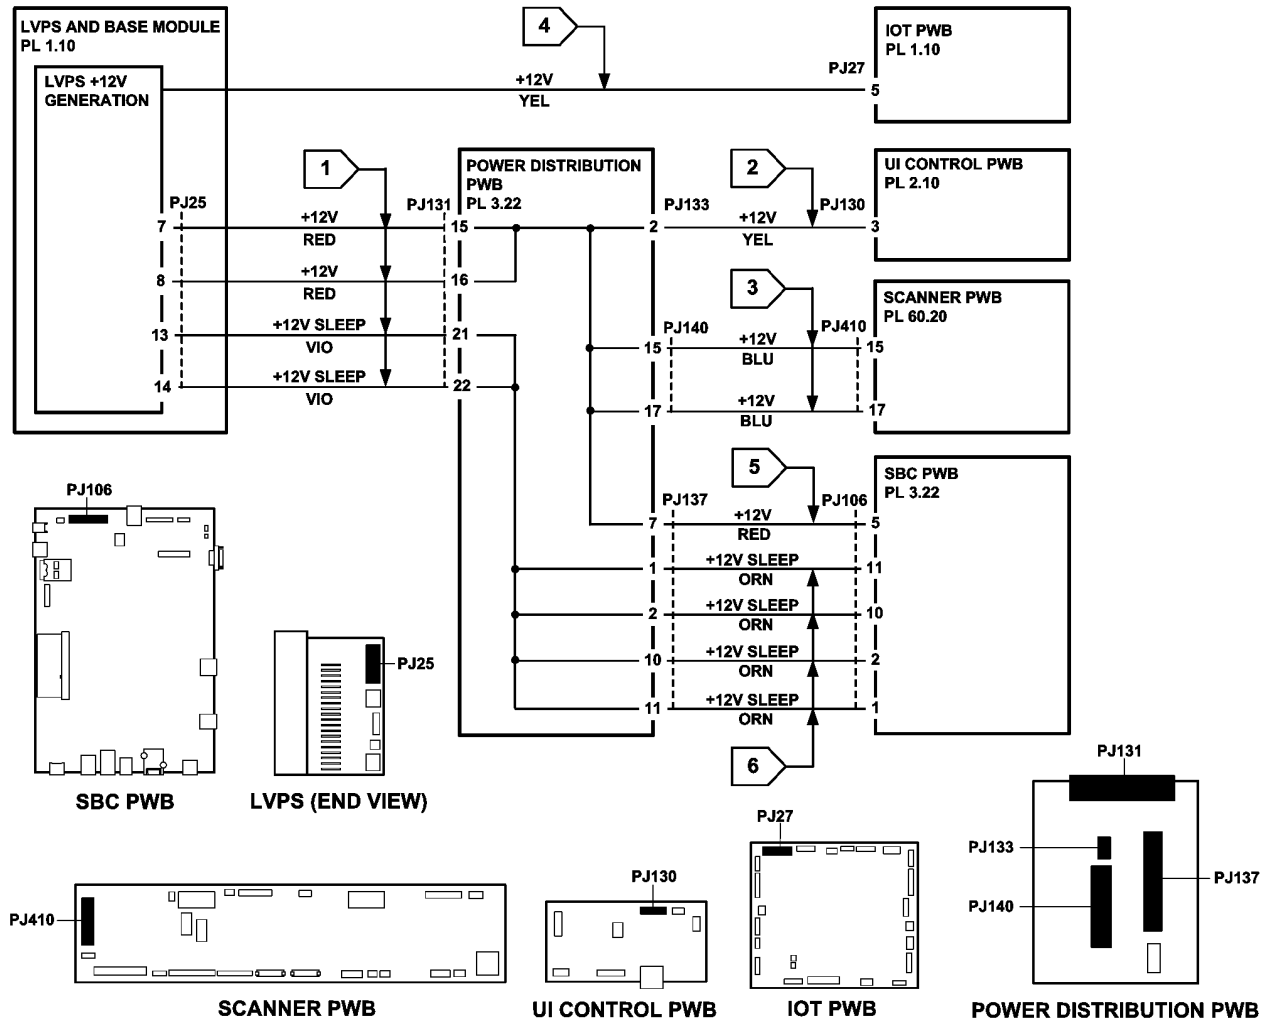 LVPS AND BASE MODULE
PL 1.10
LVPS +12V
GENERATION
4
+12V
YEL
PJ27
5
IOT PWB
PL 1.10
1
PJ25
7
+12V
RED
8
+12V
RED
13
+12V SLEEP
VIO
14
+12V SLEEP
VIO
PJ131
15
16
21
22
POWER DISTRIBUTION
PWB
PL 3.22
2
PJ133
2
+12V
YEL
PJ130
3
UI CONTROL PWB
PL 2.10
3
PJ140
15
+12V
BLU
17
+12V
BLU
PJ410
15
17
SCANNER PWB
PL 60.20
5
PJ137
7
+12V
RED
1
+12V SLEEP
ORN
2
+12V SLEEP
ORN
10
+12V SLEEP
ORN
11
+12V SLEEP
ORN
6
PJ106
5
11
10
2
1
SBC PWB
PL 3.22
PJ106
SBC PWB
PJ25
LVPS (END VIEW)
PJ410
SCANNER PWB
PJ130
UI CONTROL PWB
PJ27
IOT PWB
PJ131
PJ133
PJ137
PJ140
POWER DISTRIBUTION PWB